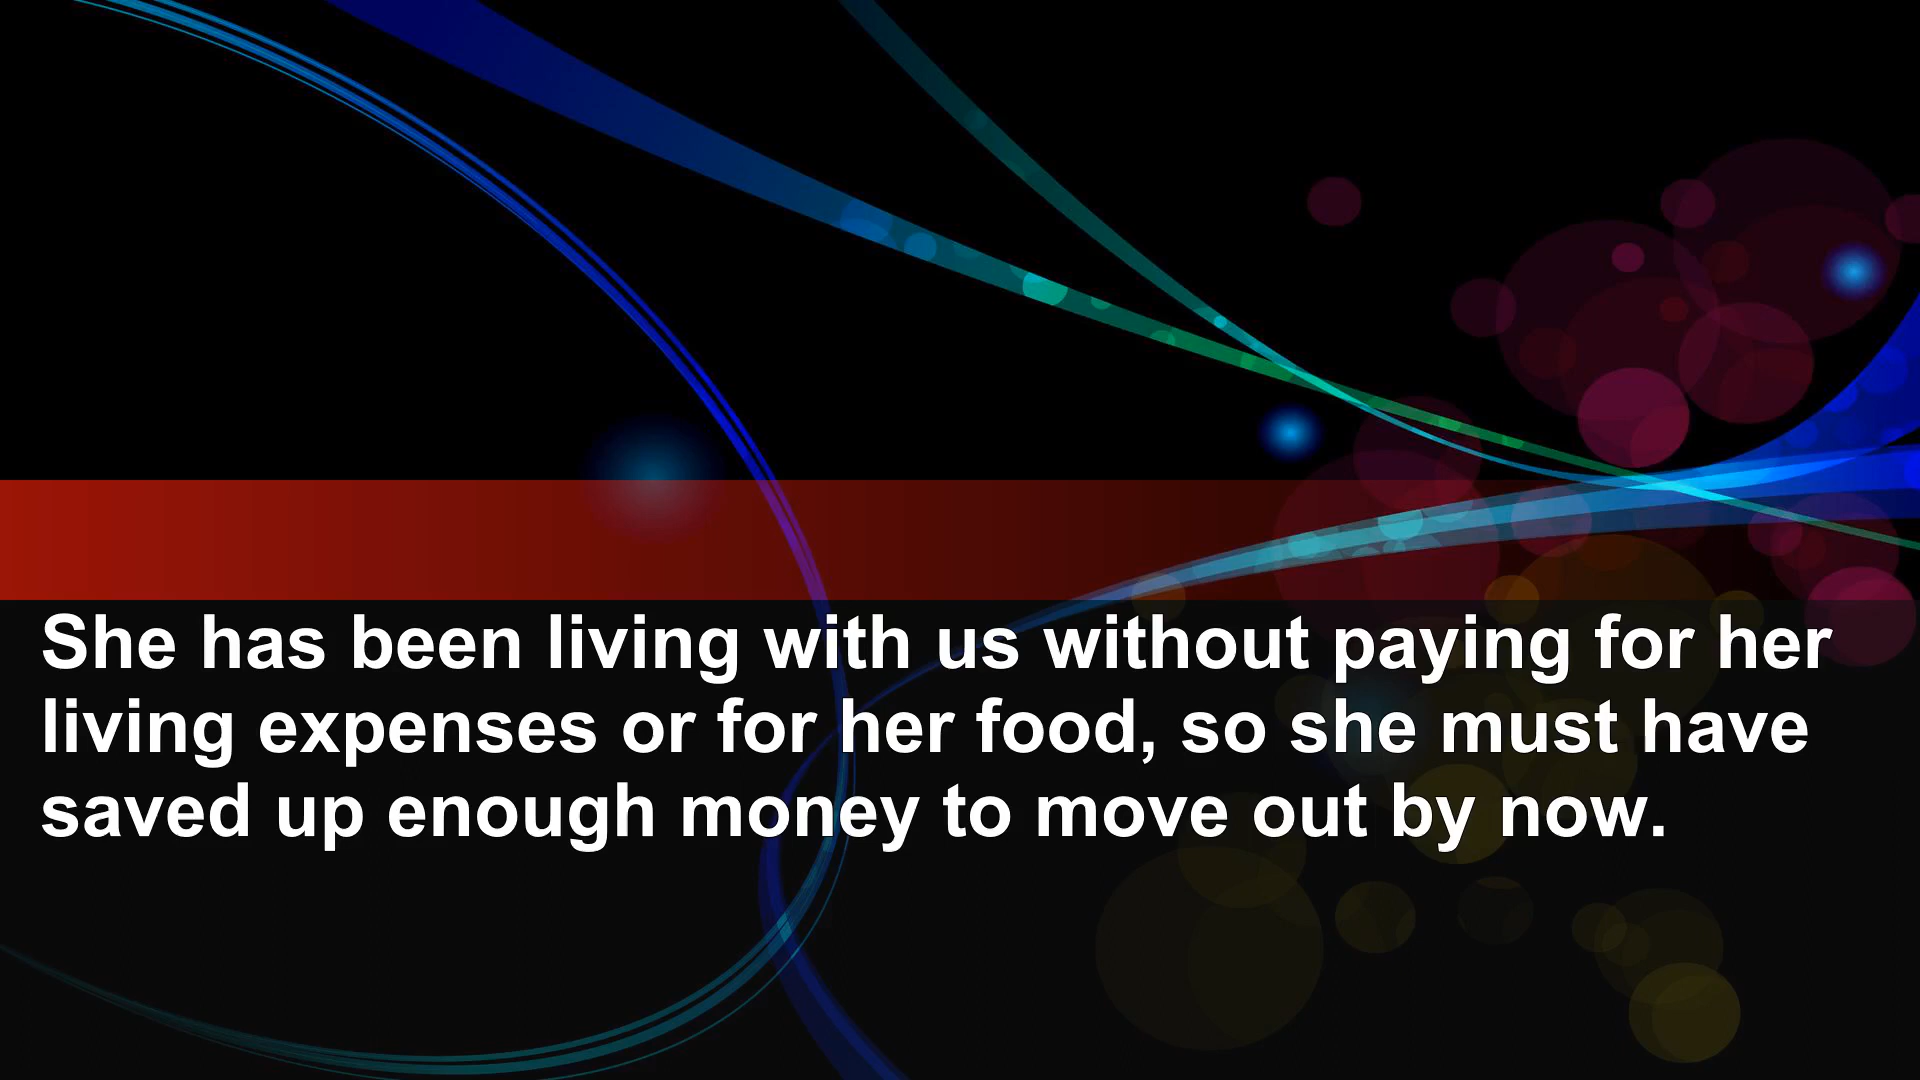 She has been living with us without paying for her
living expenses or for her food, so she must have
saved up enough money to move out by now.